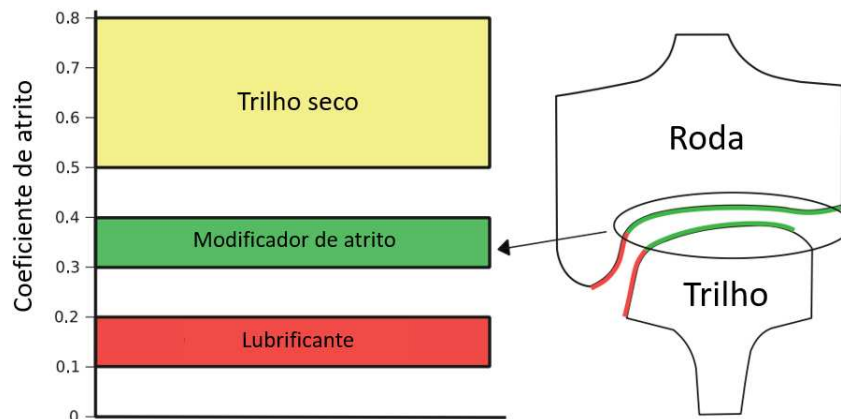 Coeficiente de atrito
0.8
0.7
0.6
0.5
0.4
0.3
0.2
0.1
0
Trilho seco
Modificador de atrito
Lubrificante
Roda
Trilho